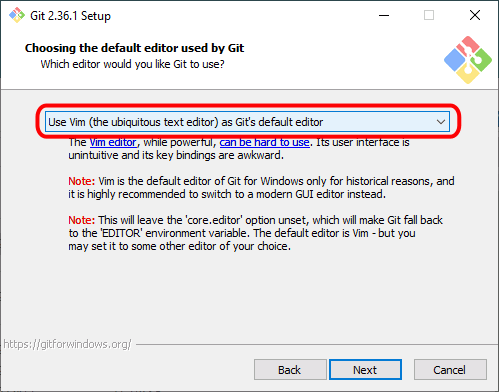 Git 2.36.1 Setup
Choosing the default editor used by Git
Which editor would you like Git to use?
Use Vim (the ubiquitous text editor) as Git's default editor
The Vim editor, while powerful, can be hard to use. Its user interface is
unintuitive and its key bindings are awkward.
Note: Vim is the default editor of Git for Windows only for historical reasons, and
it is highly recommended to switch to a modern GUI editor instead.
Note: This will leave the 'core.editor' option unset, which will make Git fall back
to the 'EDITOR' environment variable. The default editor is Vim - but you
may set it to some other editor of your choice.
https://gitforwindows.org/
Back
Next
Cancel